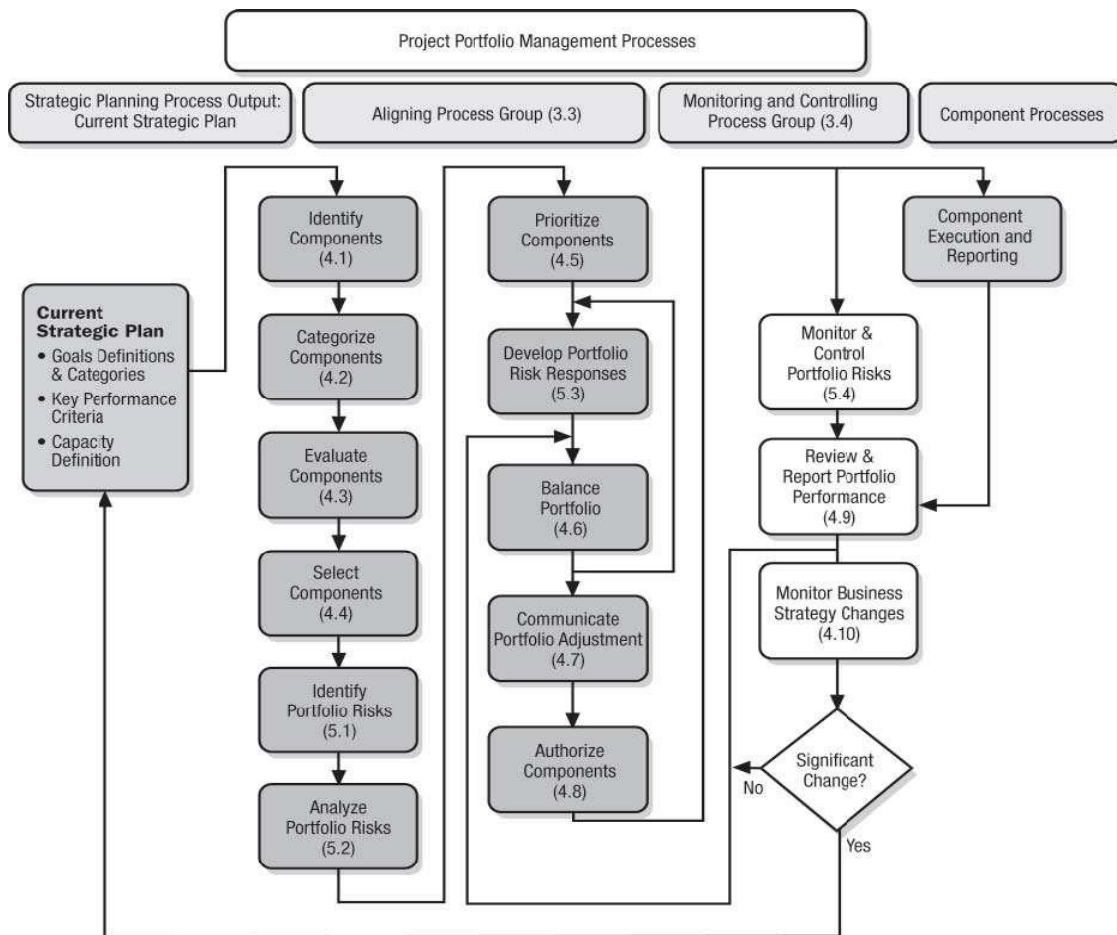 Project Portfolio Management Processes
Strategic Planning Process Output:
Current Strategic Plan
Aligning Process Group (3.3)
Monitoring and Controlling
Process Group (3.4)
Component Processes
Current
Strategic Plan
• Goals Definitions
& Categories
• Key Performance
Criteria
• Capacity
Definition
Identify
Components
(4.1)
Categorize
Components
(4.2)
Evaluate
Components
(4.3)
Select
Components
(4.4)
Identify
Portfolio Risks
(5.1)
Analyze
Portfolio Risks
(5.2)
Prioritize
Components
(4.5)
Develop Portfolio
Risk Responses
(5.3)
Balance
Portfolio
(4.6)
Communicate
Portfolio Adjustment
(4.7)
Authorize
Components
(4.8)
Monitor &
Control
Portfolio Risks
(5.4)
Review &
Report Portfolio
Performance
(4.9)
Monitor Business
Strategy Changes
(4.10)
Significant
Change?
No
Yes
Component
Execution and
Reporting